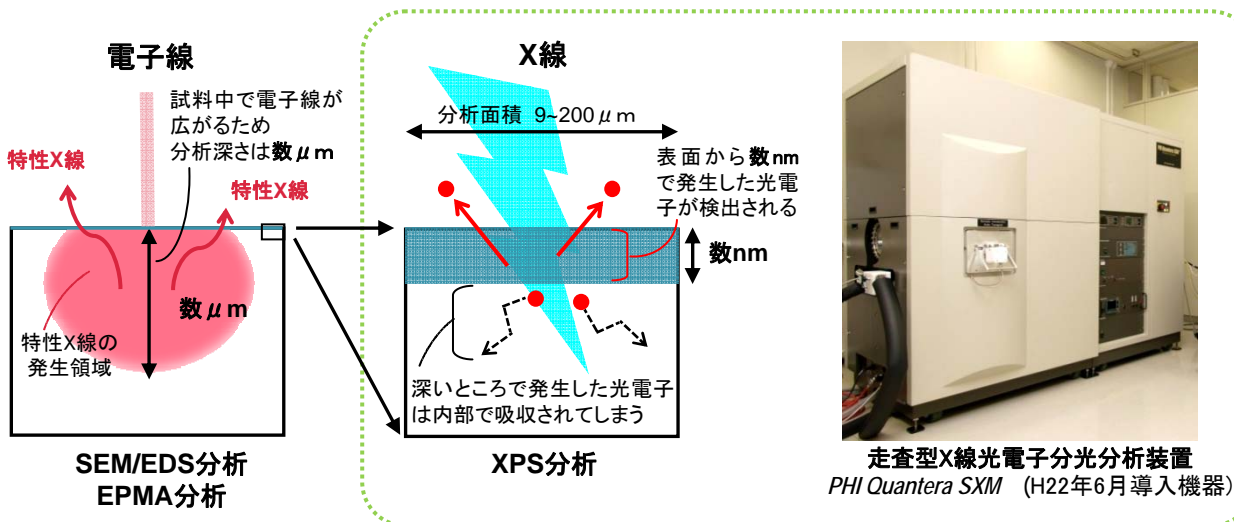 電子線
試料中で電子線が
広がるため
分析深さは数μm
特性X線
特性X線
数μm
特性X線の
発生領域
SEM/EDS分析
EPMA分析
X線
分析面積 9~200μm
表面から数nm
で発生した光電
子が検出される
数nm
深いところで発生した光電子
は内部で吸収されてしまう
XPS分析
走査型X線光電子分光分析装置
PHI Quantera SXM (H22年6月導入機器)